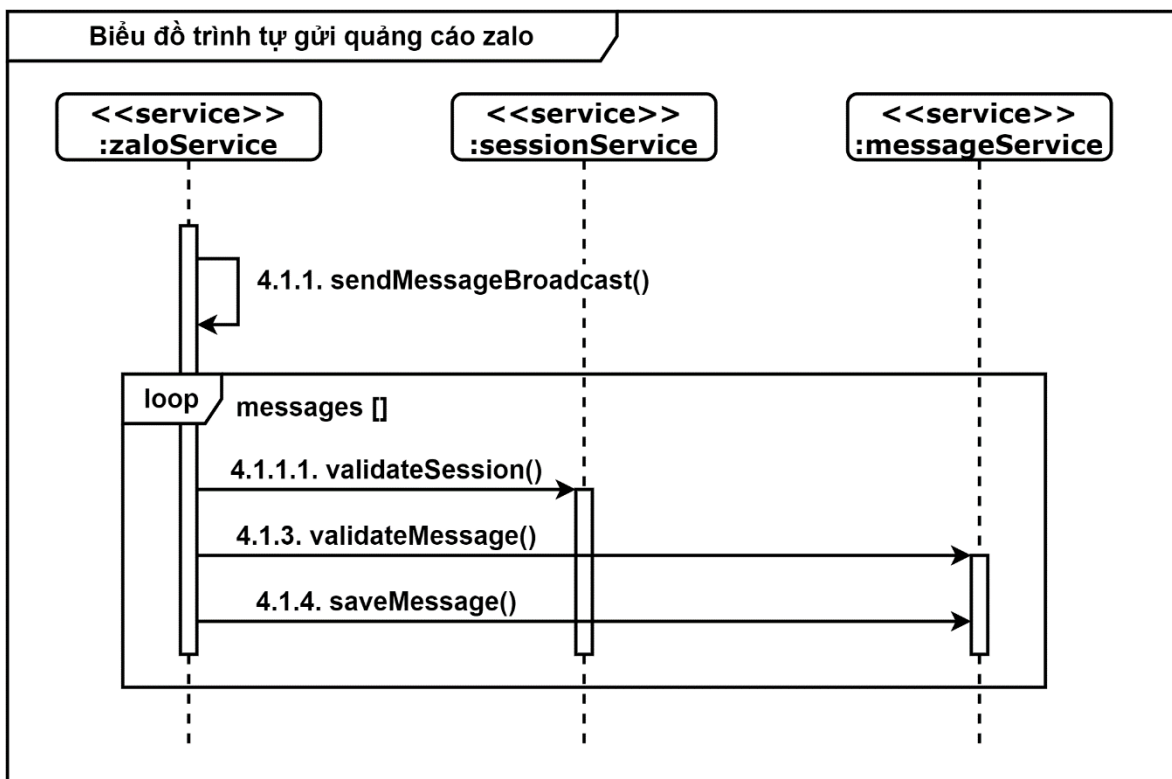 Biểu đồ trình tự gửi quảng cáo zalo
<<service>>
:zaloService
<<service>>
:sessionService
<<service>>
:messageService
4.1.1. sendMessageBroadcast()
loop
messages []
4.1.1.1. validateSession()
4.1.3. validateMessage()
4.1.4. saveMessage()